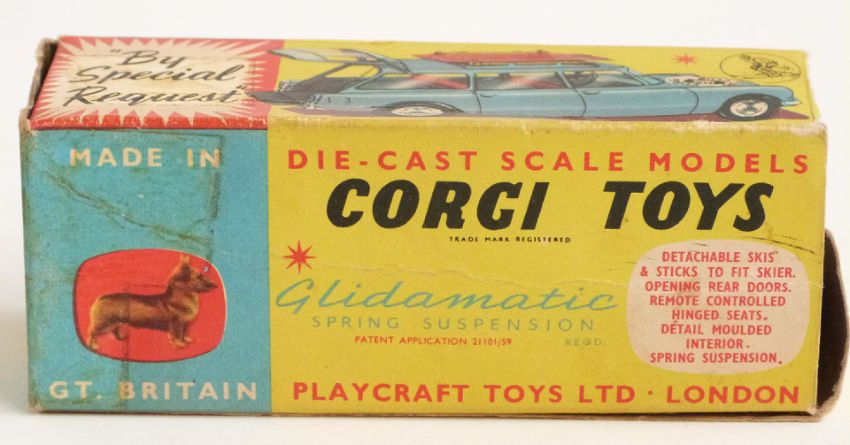 "By
Special
Request"
MADE IN
GT. BRITAIN
DIE-CAST SCALE MODELS
CORGI TOYS
TRADE MARK REGISTERED
Glidamatic
SPRING SUSPENSION
PATENT APPLICATION 21101/59
REGD.
DETACHABLE SKIS
& STICKS TO FIT SKIER.
OPENING REAR DOORS.
REMOTE CONTROLLED
HINGED SEATS.
DETAIL MOULDED
INTERIOR.
SPRING SUSPENSION.
PLAYCRAFT TOYS LTD · LONDON